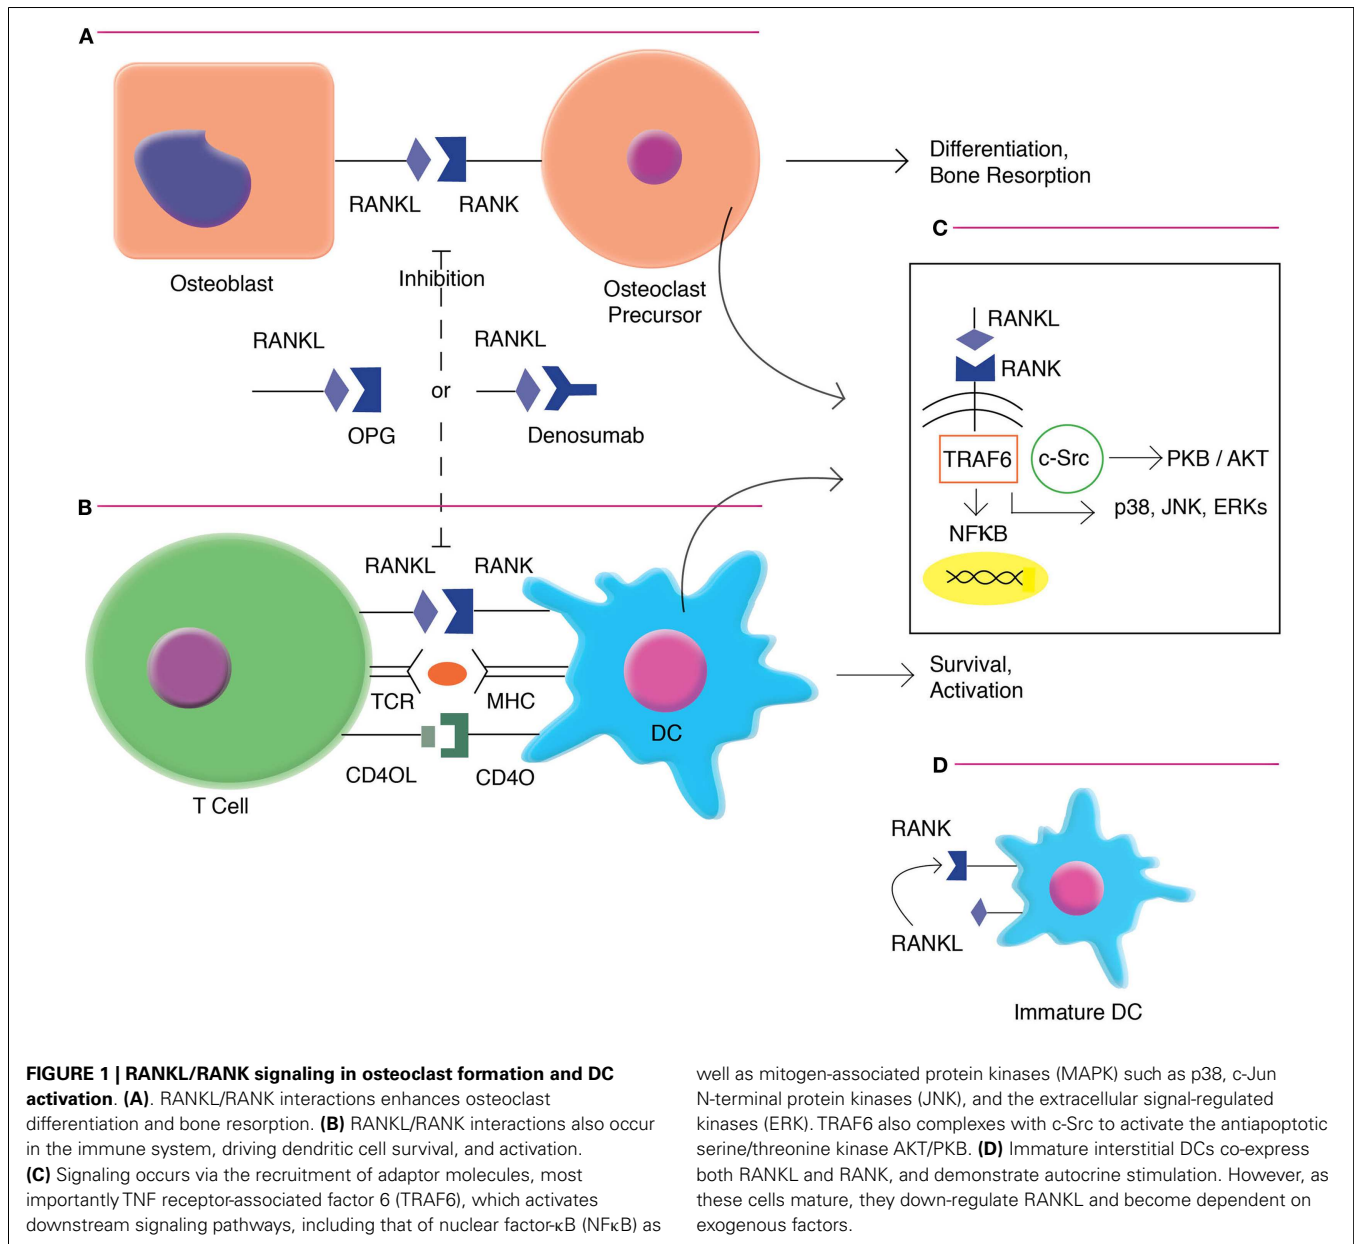 A
RANKL
RANK
Osteoblast
Osteoclast
Precursor
Differentiation,
Bone Resorption
Inhibition
RANKL
OPG
or
RANKL
Denosumab
B
RANKL
RANK
TCR
MHC
CD4OL
CD4O
T Cell
DC
Survival,
Activation
C
RANKL
RANK
TRAF6
c-Src
PKB / AKT
p38, JNK, ERKs
NFκB
D
RANK
RANKL
Immature DC
FIGURE 1 | RANKL/RANK signaling in osteoclast formation and DC
activation. (A). RANKL/RANK interactions enhances osteoclast
differentiation and bone resorption. (B) RANKL/RANK interactions also occur
in the immune system, driving dendritic cell survival, and activation.
(C) Signaling occurs via the recruitment of adaptor molecules, most
importantly TNF receptor-associated factor 6 (TRAF6), which activates
downstream signaling pathways, including that of nuclear factor-κB (NFκB) as
well as mitogen-associated protein kinases (MAPK) such as p38, c-Jun
N-terminal protein kinases (JNK), and the extracellular signal-regulated
kinases (ERK). TRAF6 also complexes with c-Src to activate the antiapoptotic
serine/threonine kinase AKT/PKB. (D) Immature interstitial DCs co-express
both RANKL and RANK, and demonstrate autocrine stimulation. However, as
these cells mature, they down-regulate RANKL and become dependent on
exogenous factors.